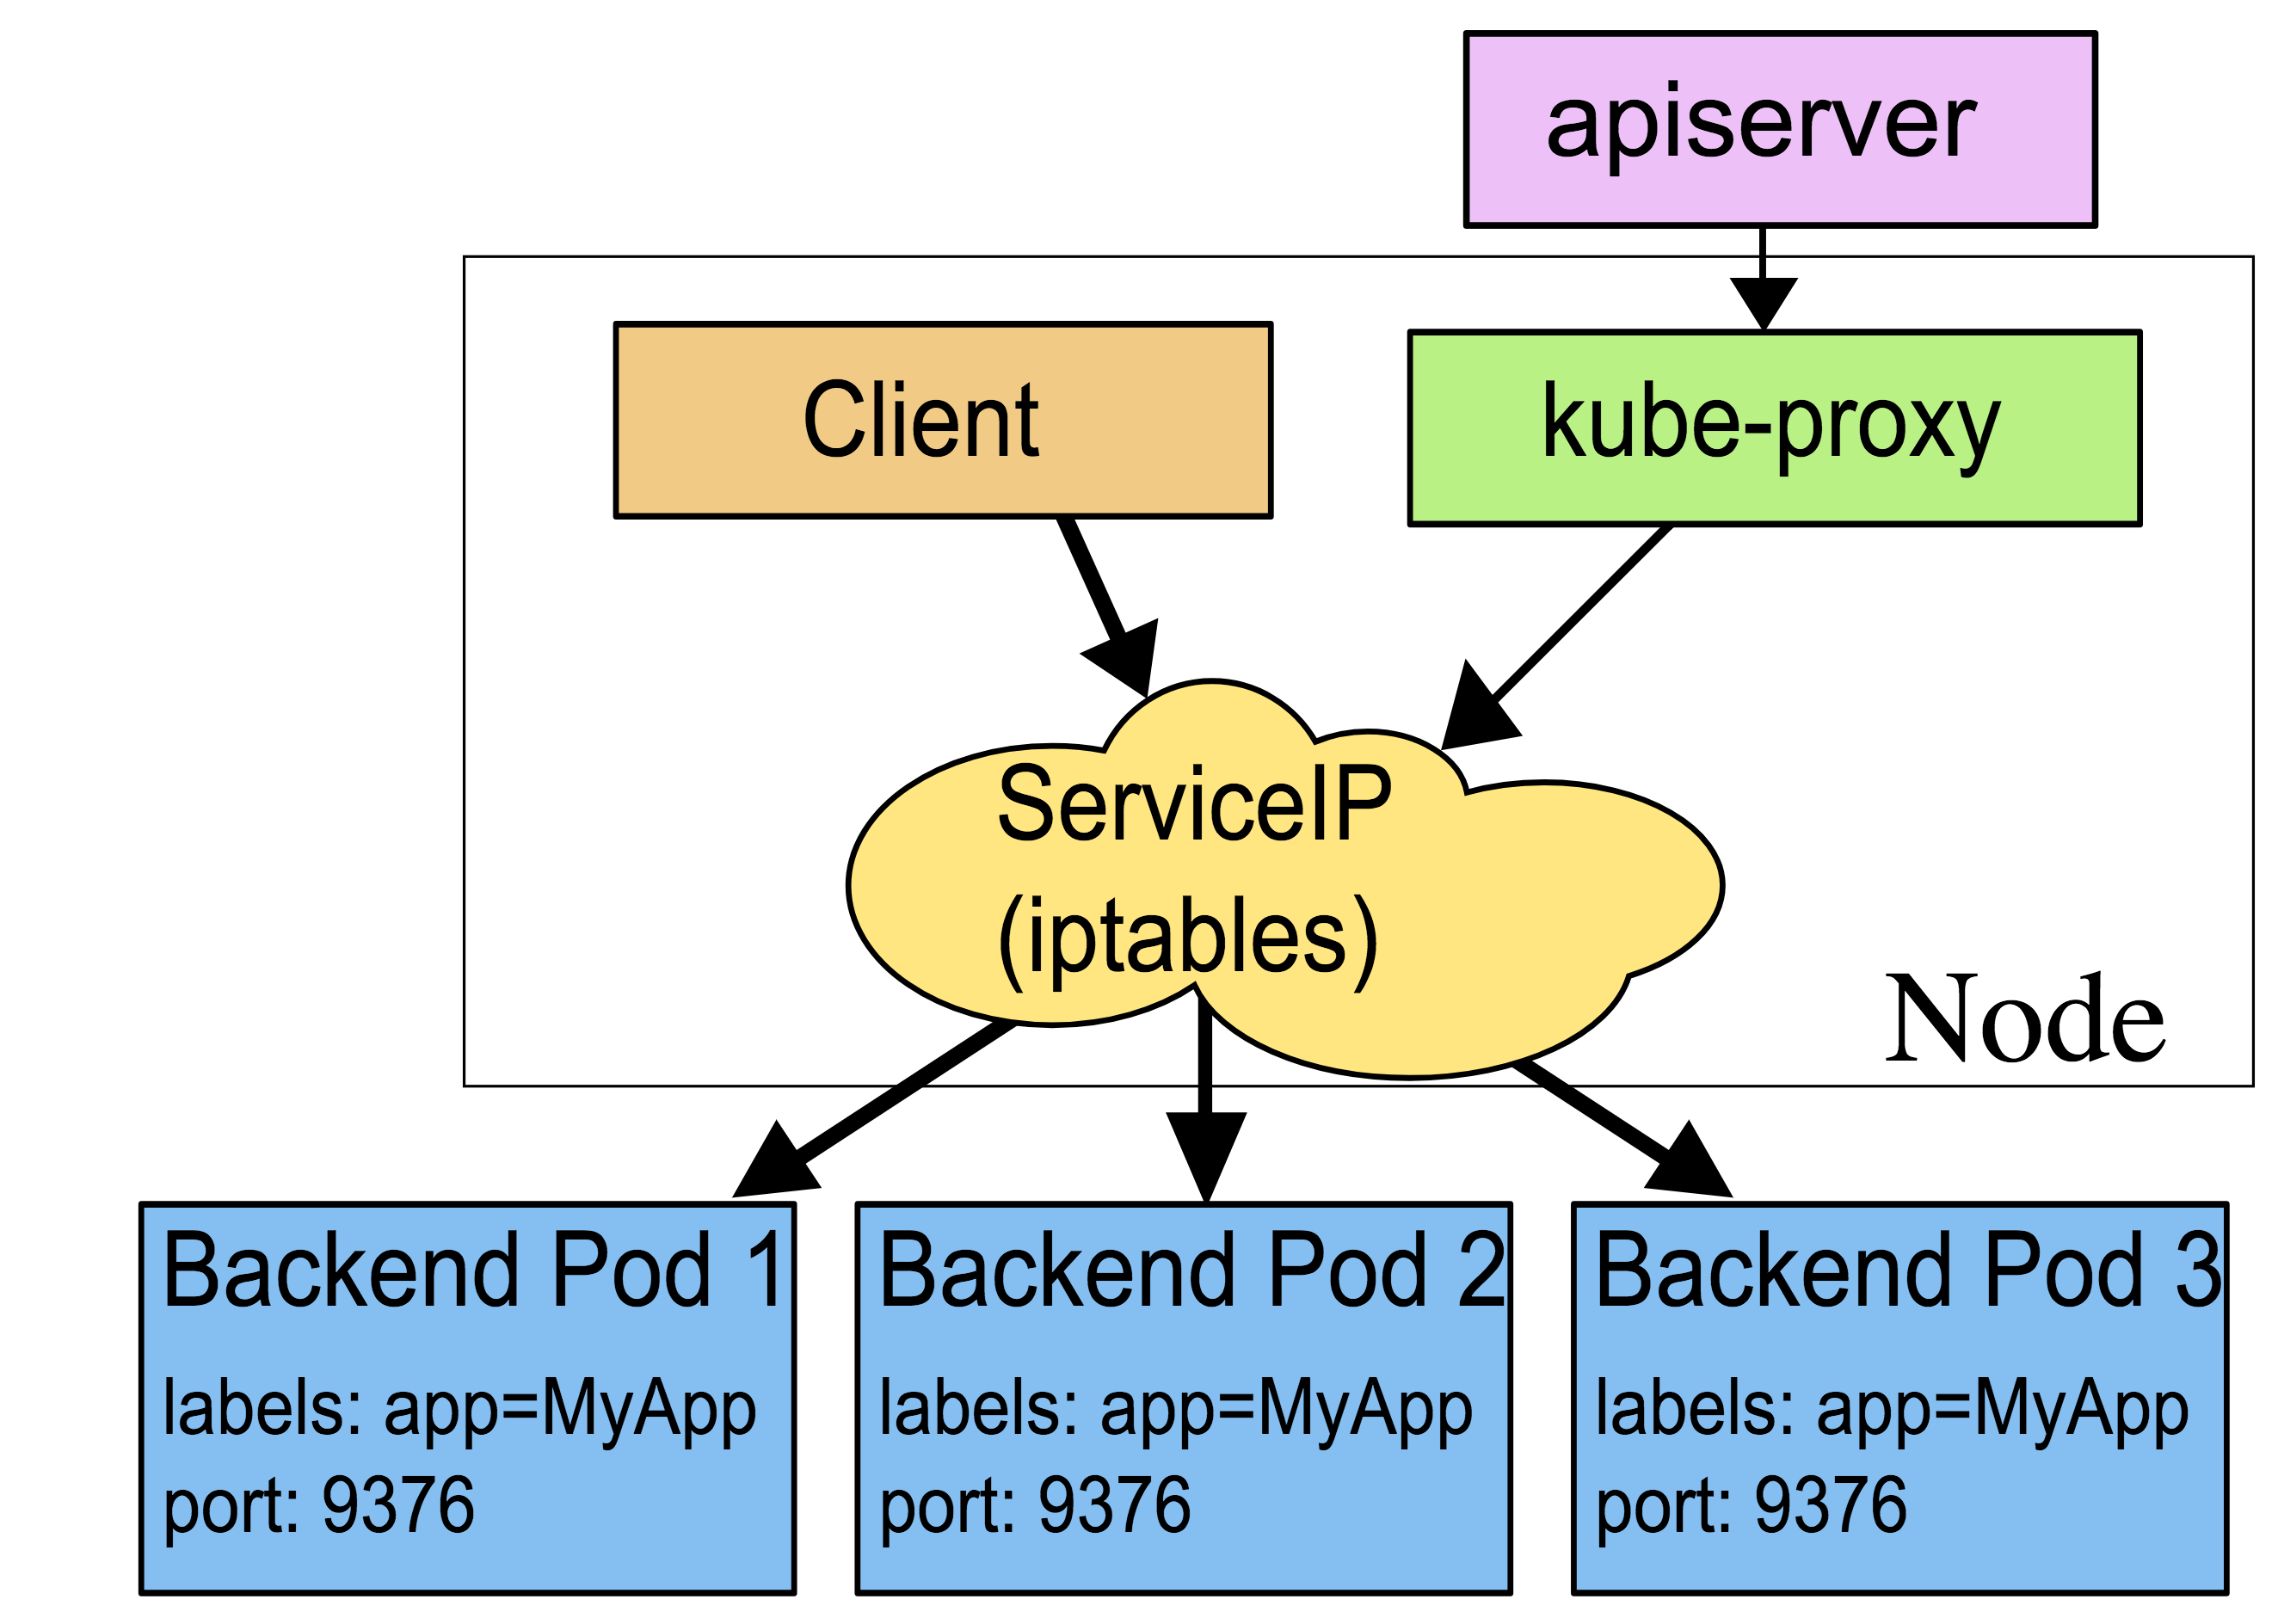 apiserver
Client
kube-proxy
ServiceIP
(iptables)
Node
Backend Pod 1
labels: app=MyApp
port: 9376
Backend Pod 2
labels: app=MyApp
port: 9376
Backend Pod 3
labels: app=MyApp
port: 9376